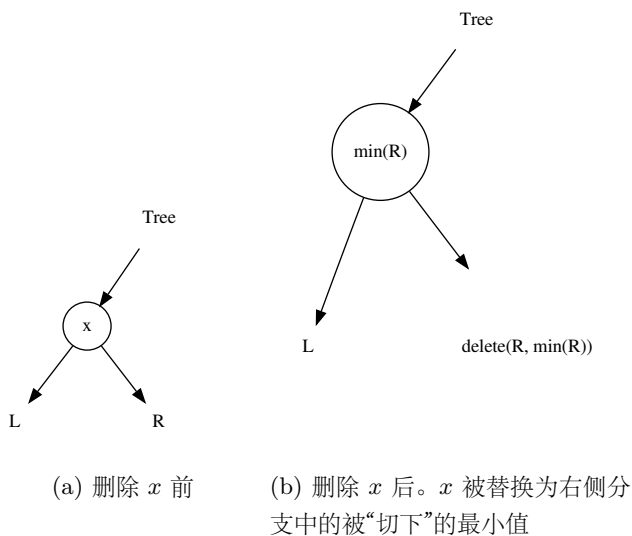 Tree
x
L
R
(a) 删除 x 前
Tree
min(R)
L
delete(R, min(R))
(b) 删除 x 后。x 被替换为右侧分
支中的被“切下”的最小值